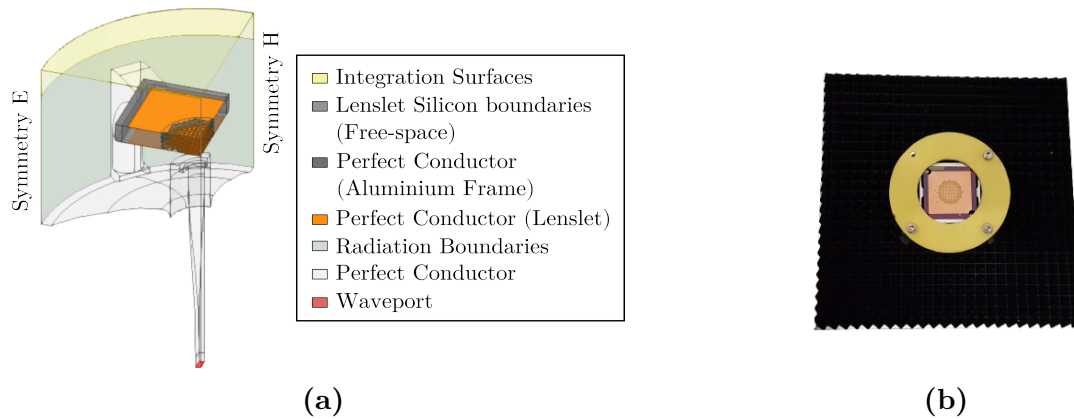 Symmetry E
Symmetry H
Integration Surfaces
Lenslet Silicon boundaries
(Free-space)
Perfect Conductor
(Aluminium Frame)
Perfect Conductor (Lenslet)
Radiation Boundaries
Perfect Conductor
Waveport
(a)
(b)